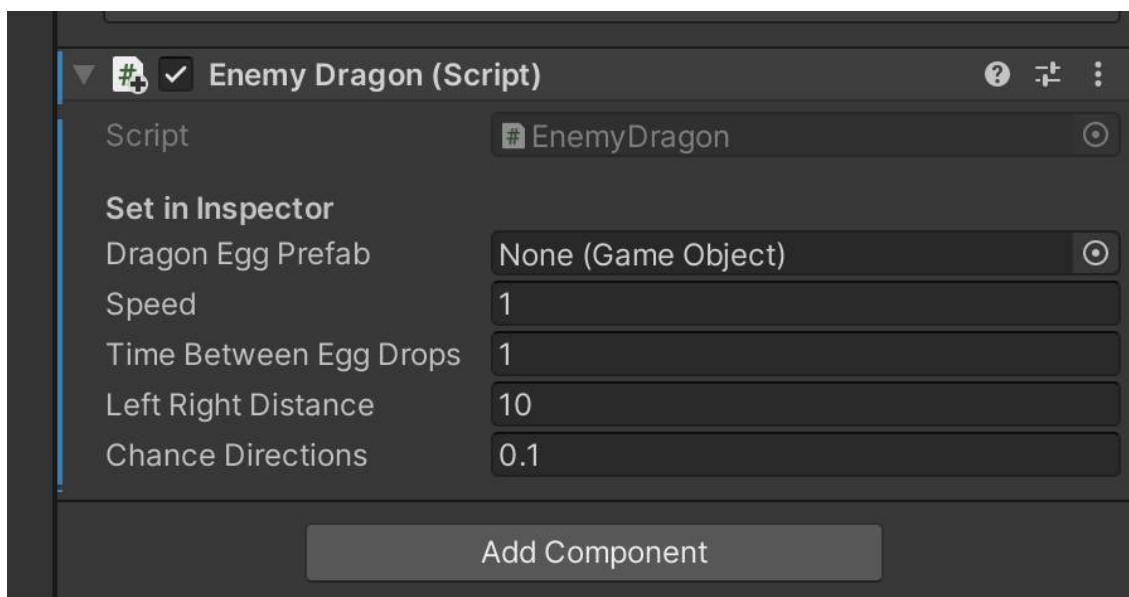 Enemy Dragon (Script)
Script # EnemyDragon
Set in Inspector
Dragon Egg Prefab None (Game Object)
Speed 1
Time Between Egg Drops 1
Left Right Distance 10
Chance Directions 0.1
Add Component